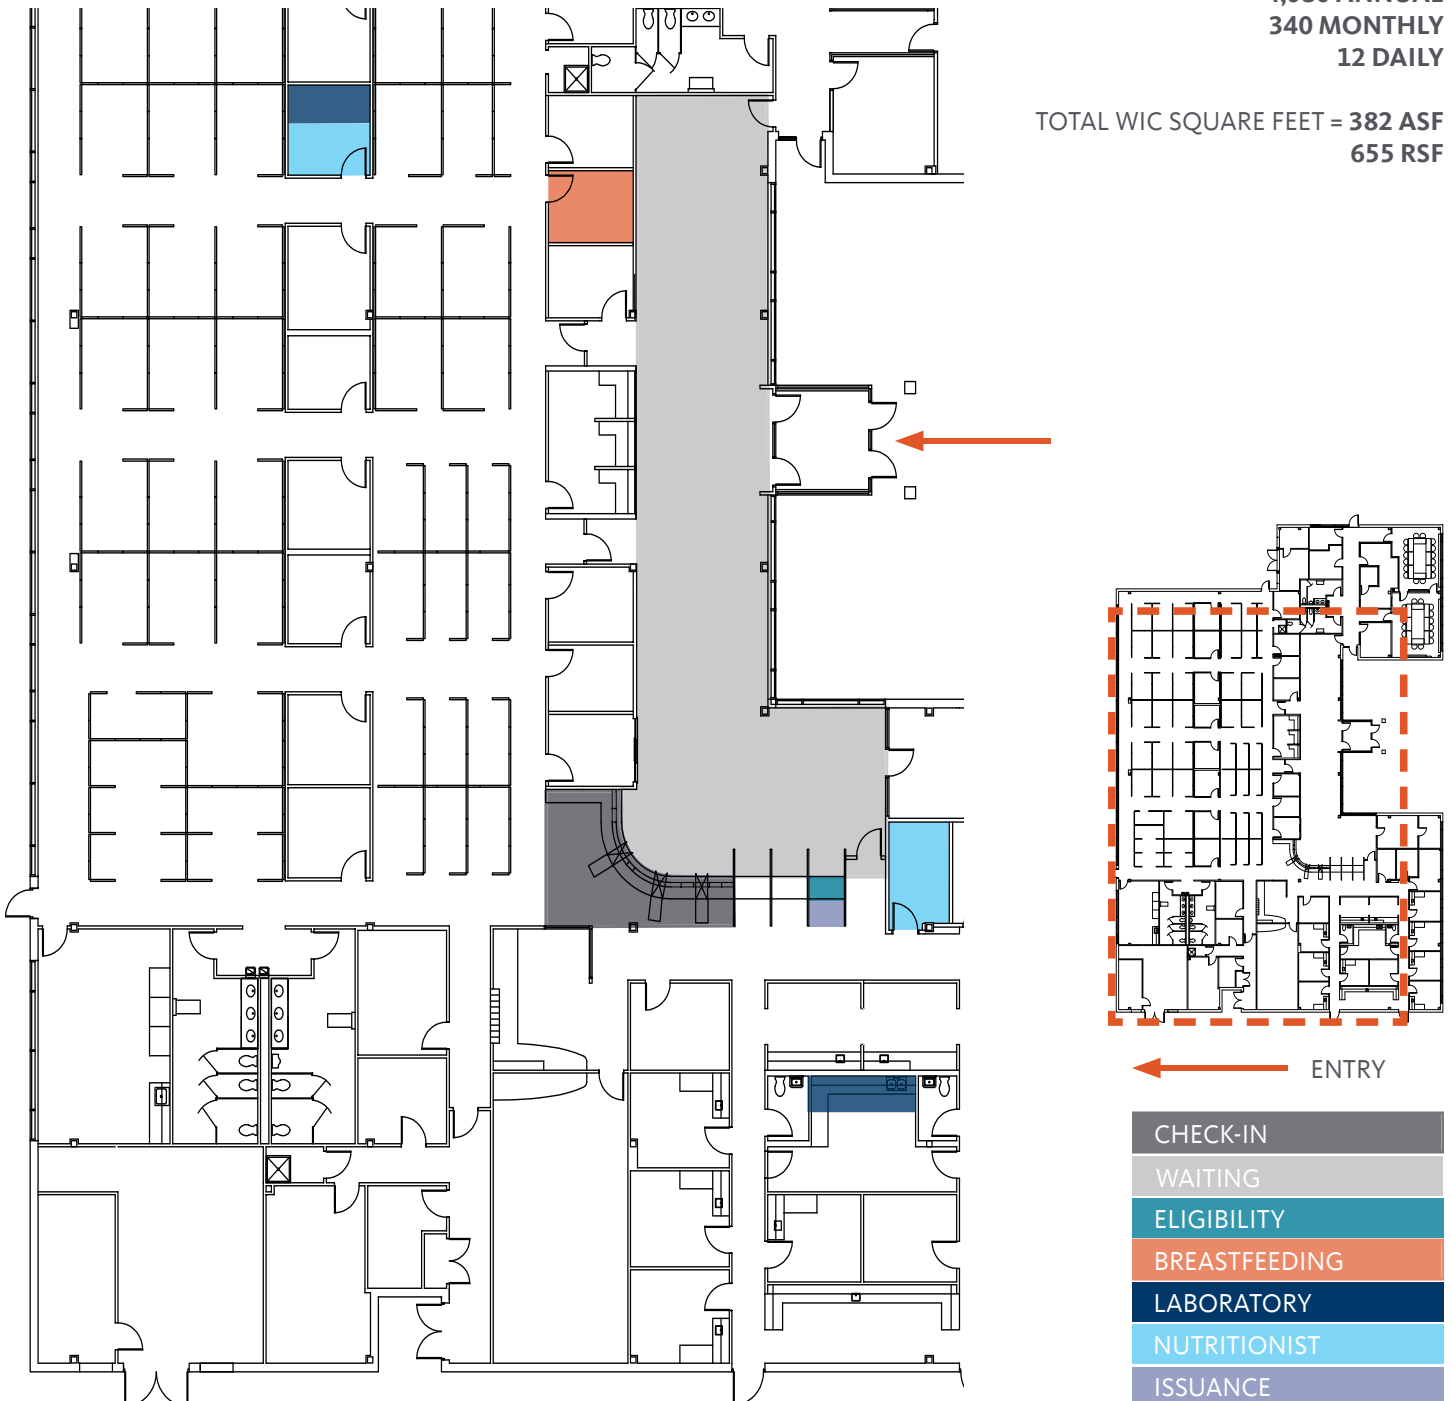 340 MONTHLY
12 DAILY
TOTAL WIC SQUARE FEET = 382 ASF
655 RSF
ENTRY
CHECK-IN
WAITING
ELIGIBILITY
BREASTFEEDING
LABORATORY
NUTRITIONIST
ISSUANCE